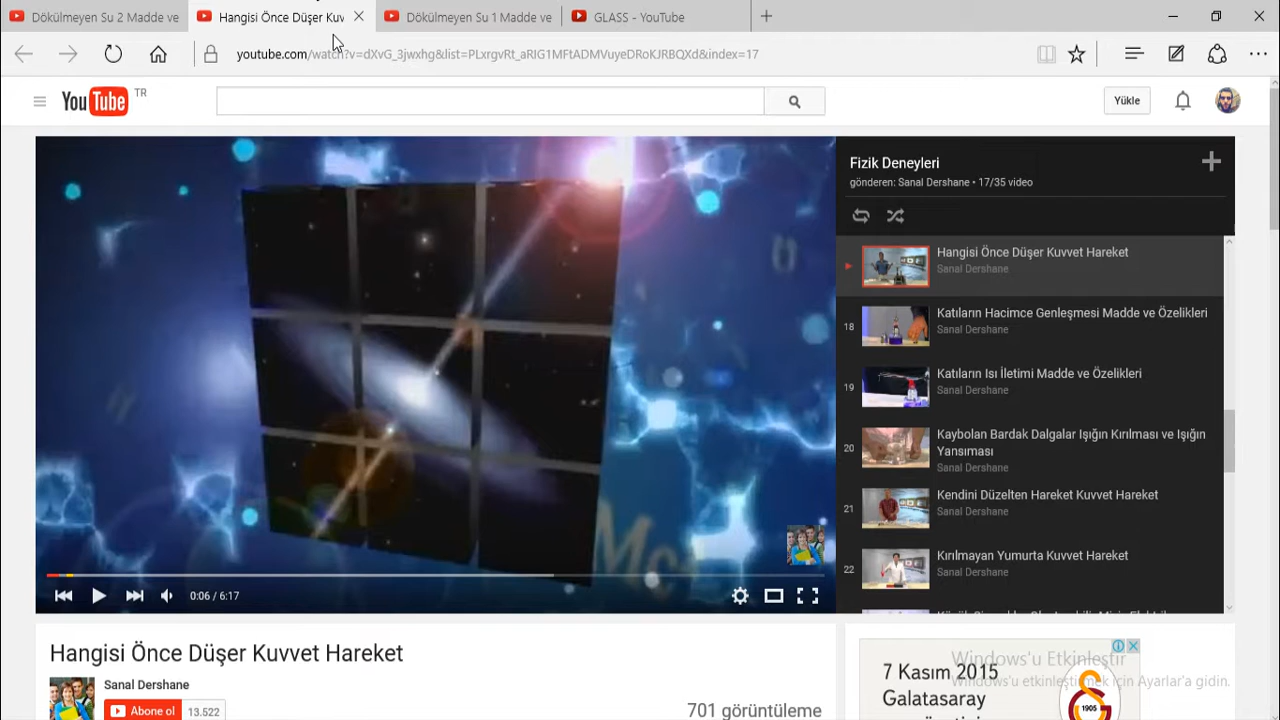 Dökülmeyen Su 2 Madde ve
Hangisi Önce Düşer Kuv
Dökülmeyen Su 1 Madde ve
GLASS - YouTube
youtube.com/watch?v=dXvG_3jwxhg&list=PLxrgvRt_aRIG1MFtADMVuyeDRoKJRBQXd&index=17
YouTube TR
Yükle
Fizik Deneyleri
gönderen: Sanal Dershane • 17/35 video
Hangisi Önce Düşer Kuvvet Hareket
Sanal Dershane
18
Katıların Hacimce Genleşmesi Madde ve Özelikleri
Sanal Dershane
19
Katıların Isı İletimi Madde ve Özelikleri
Sanal Dershane
20
Kaybolan Bardak Dalgalar Işığın Kırılması ve Işığın
Yansıması
Sanal Dershane
21
Kendini Düzelten Hareket Kuvvet Hareket
Sanal Dershane
22
Kırılmayan Yumurta Kuvvet Hareket
Sanal Dershane
0:06 / 6:17
Hangisi Önce Düşer Kuvvet Hareket
Sanal Dershane
Abone ol 13.522
701 görüntüleme
7 Kasım 2015
Galatasaray
1905
Windows'u Etkinleştir
Windows'u etkinleştirmek için Ayarlar'a gidin.